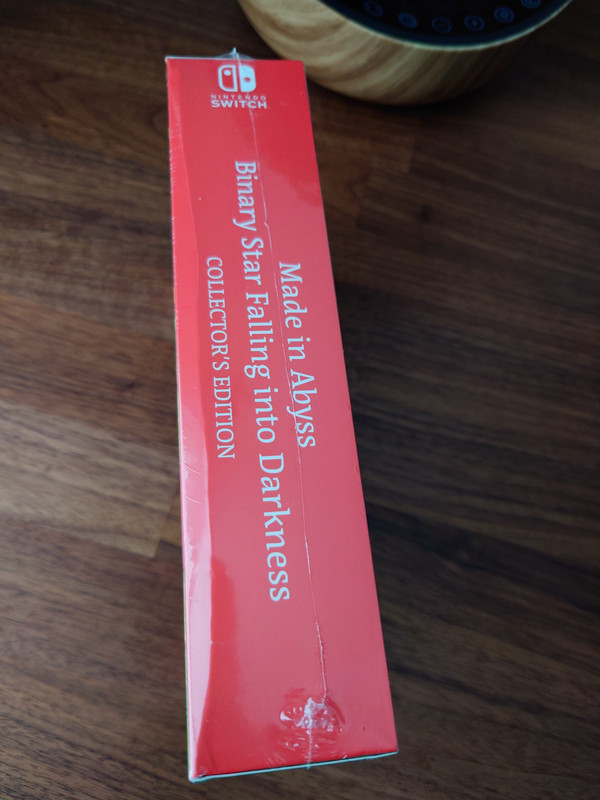 NINTENDO
SWITCH
Made in Abyss
Binary Star Falling into Darkness
COLLECTOR'S EDITION